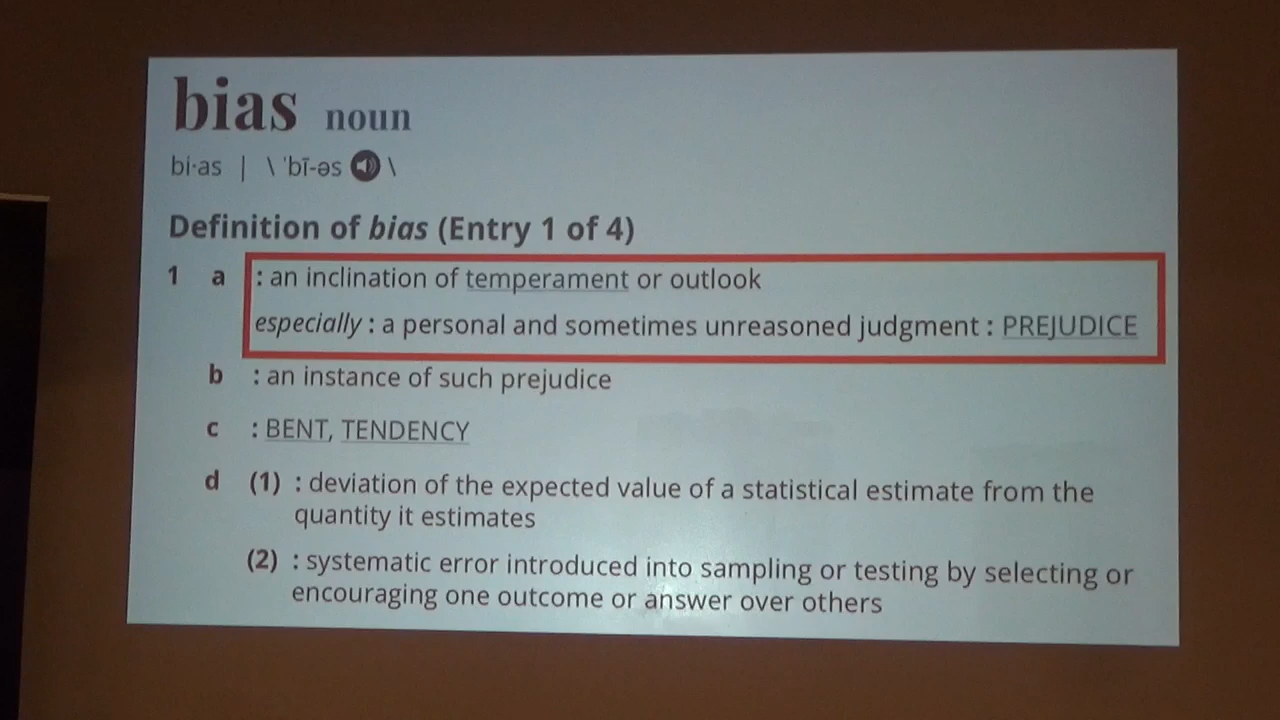 bias noun
bi·as | \ ˈbī-əs \
Definition of bias (Entry 1 of 4)
1 a : an inclination of temperament or outlook
especially : a personal and sometimes unreasoned judgment : PREJUDICE
b : an instance of such prejudice
c : BENT, TENDENCY
d (1) : deviation of the expected value of a statistical estimate from the
quantity it estimates
(2) : systematic error introduced into sampling or testing by selecting or
encouraging one outcome or answer over others